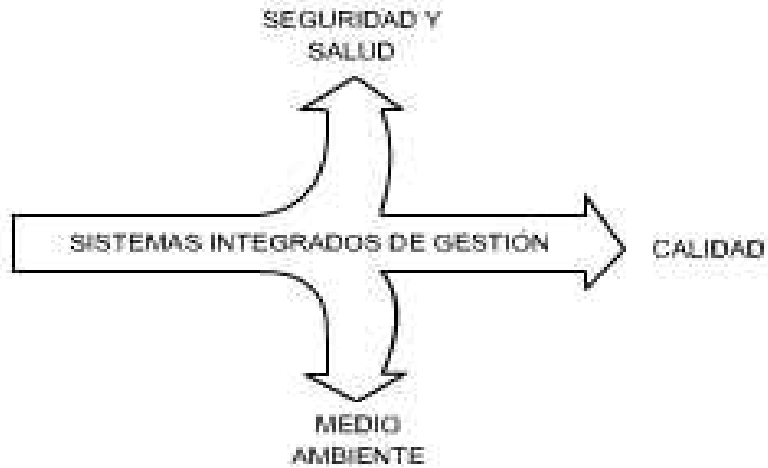 SEGURIDAD Y
SALUD
SISTEMAS INTEGRADOS DE GESTIÓN
CALIDAD
MEDIO
AMBIENTE